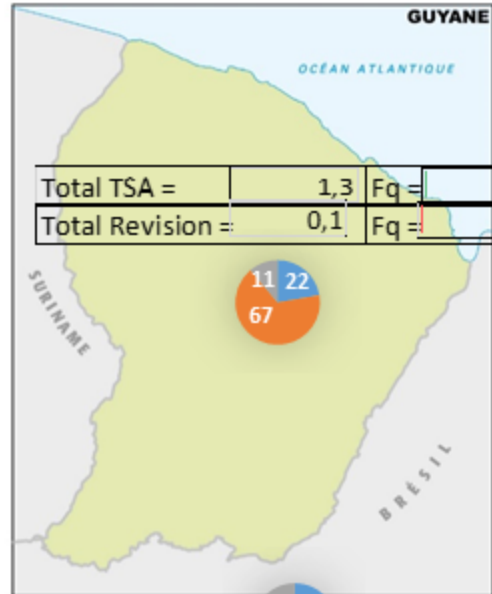 GUYANE
OCÉAN ATLANTIQUE
Total TSA = 1,3 Fq =
Total Revision = 0,1 Fq =
11 22
67
SURINAME
BRÉSIL